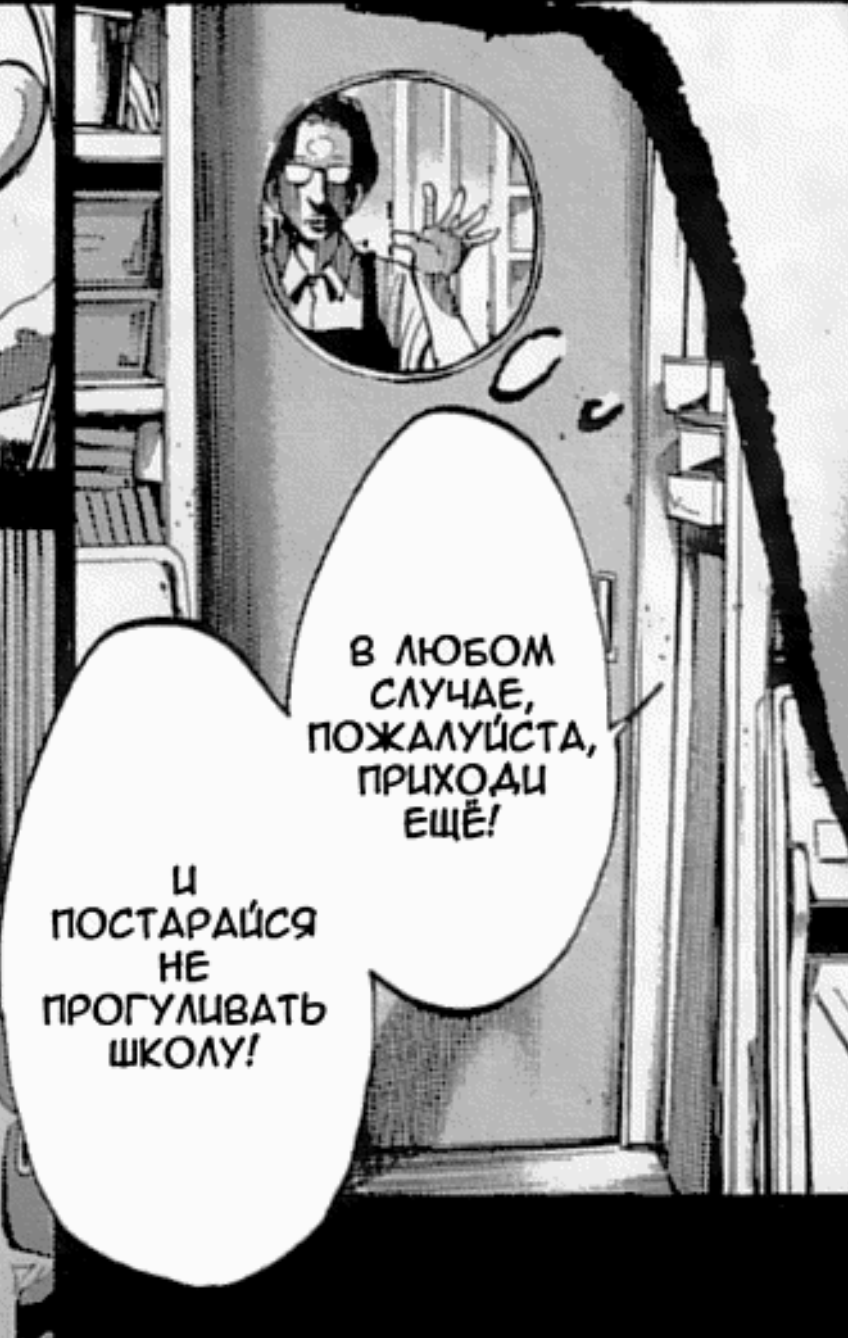 В ЛЮБОМ
СЛУЧАЕ,
ПОЖАЛУЙСТА,
ПРИХОДИ
ЕЩЁ!
И
ПОСТАРАЙСЯ
НЕ
ПРОГУЛИВАТЬ
ШКОЛУ!